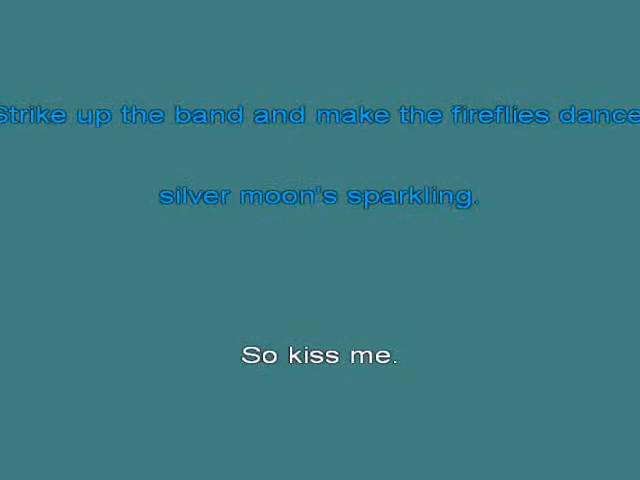 Strike up the band and make the fireflies dance
silver moon's sparkling.
So kiss me.